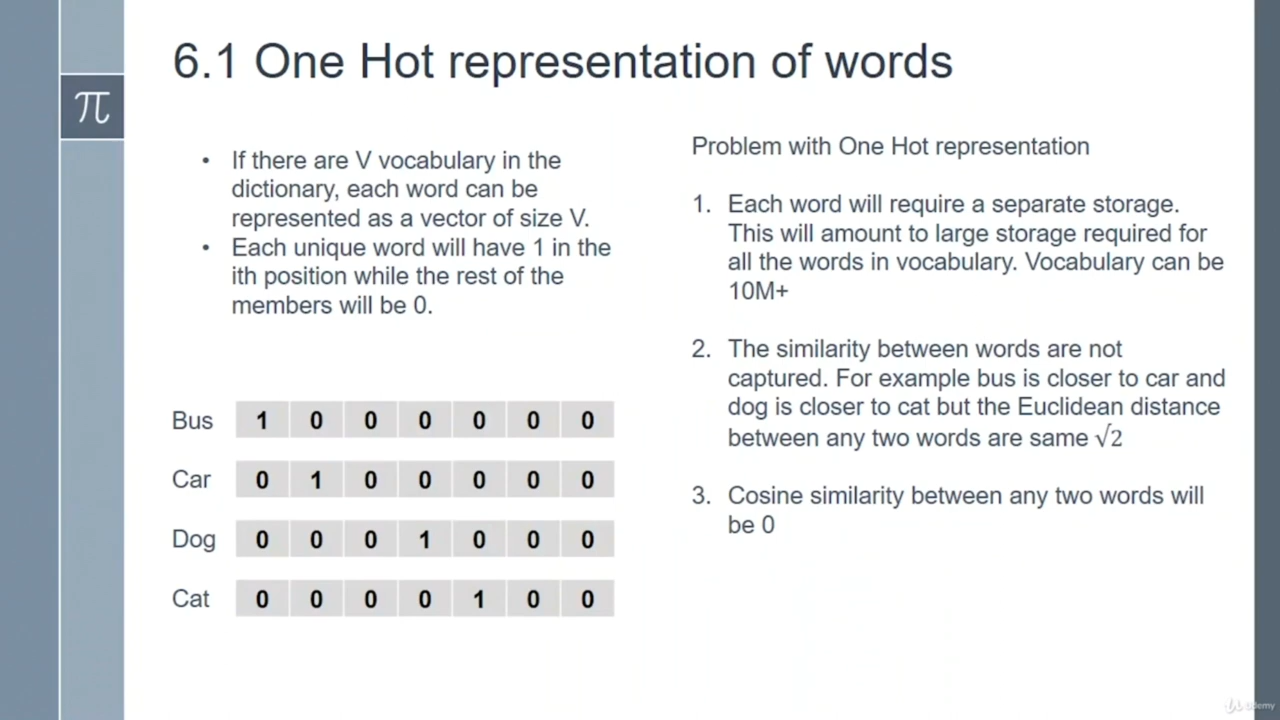 6.1 One Hot representation of words
π
• If there are V vocabulary in the
dictionary, each word can be
represented as a vector of size V.
• Each unique word will have 1 in the
ith position while the rest of the
members will be 0.
Bus 1 0 0 0 0 0 0
Car 0 1 0 0 0 0 0
Dog 0 0 0 1 0 0 0
Cat 0 0 0 0 1 0 0
Problem with One Hot representation
1. Each word will require a separate storage.
This will amount to large storage required for
all the words in vocabulary. Vocabulary can be
10M+
2. The similarity between words are not
captured. For example bus is closer to car and
dog is closer to cat but the Euclidean distance
between any two words are same √2
3. Cosine similarity between any two words will
be 0
Udemy